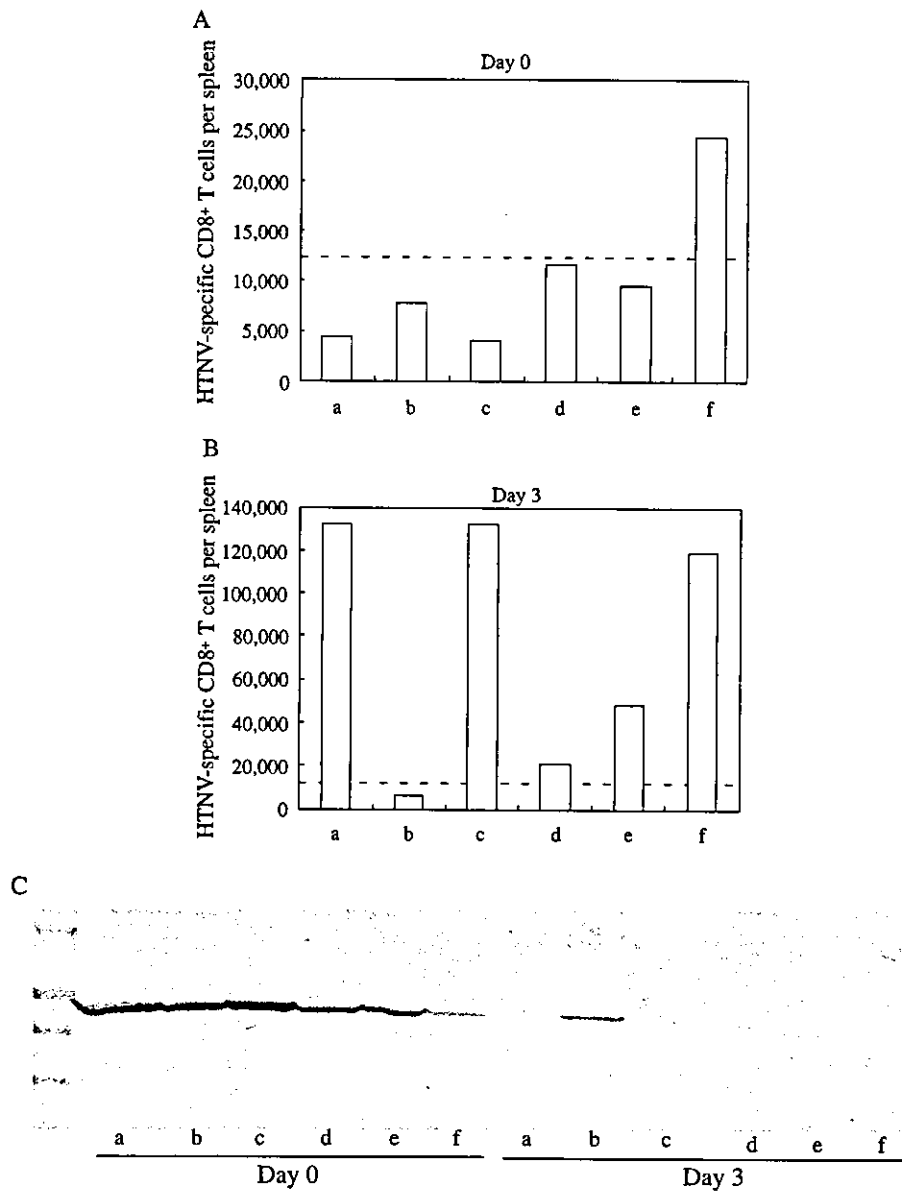 A
Day 0
HTNV-specific CD8+ T cells per spleen
30,000
25,000
20,000
15,000
10,000
5,000
0
a b c d e f
B
Day 3
HTNV-specific CD8+ T cells per spleen
140,000
120,000
100,000
80,000
60,000
40,000
20,000
0
a b c d e f
C
a b c d e f a b c d e f
Day 0 Day 3